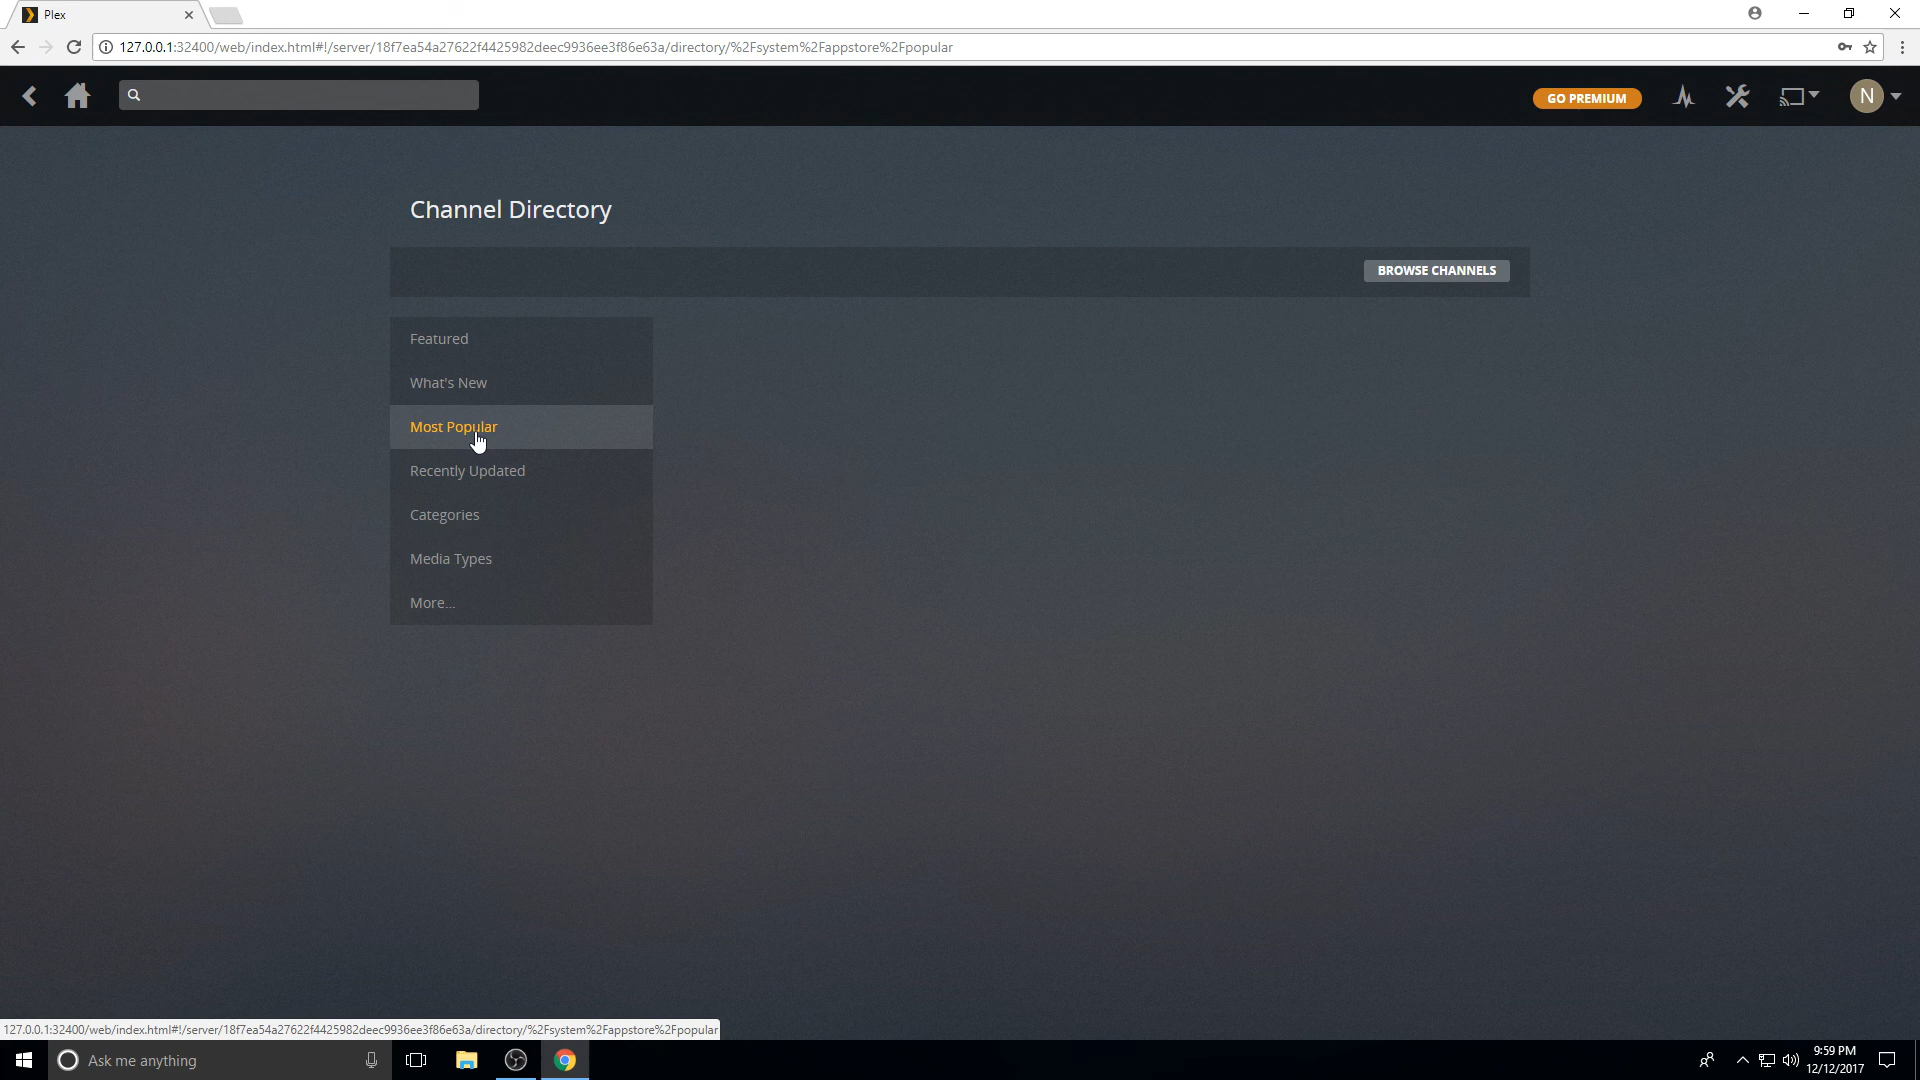 Plex
127.0.0.1:32400/web/index.html#!/server/18f7ea54a27622f4425982deec9936ee3f86e63a/directory/%2Fsystem%2Fappstore%2Fpopular
GO PREMIUM
N
Channel Directory
BROWSE CHANNELS
Featured
What's New
Most Popular
Recently Updated
Categories
Media Types
More...
127.0.0.1:32400/web/index.html#!/server/18f7ea54a27622f4425982deec9936ee3f86e63a/directory/%2Fsystem%2Fappstore%2Fpopular
Ask me anything
9:59 PM
12/12/2017